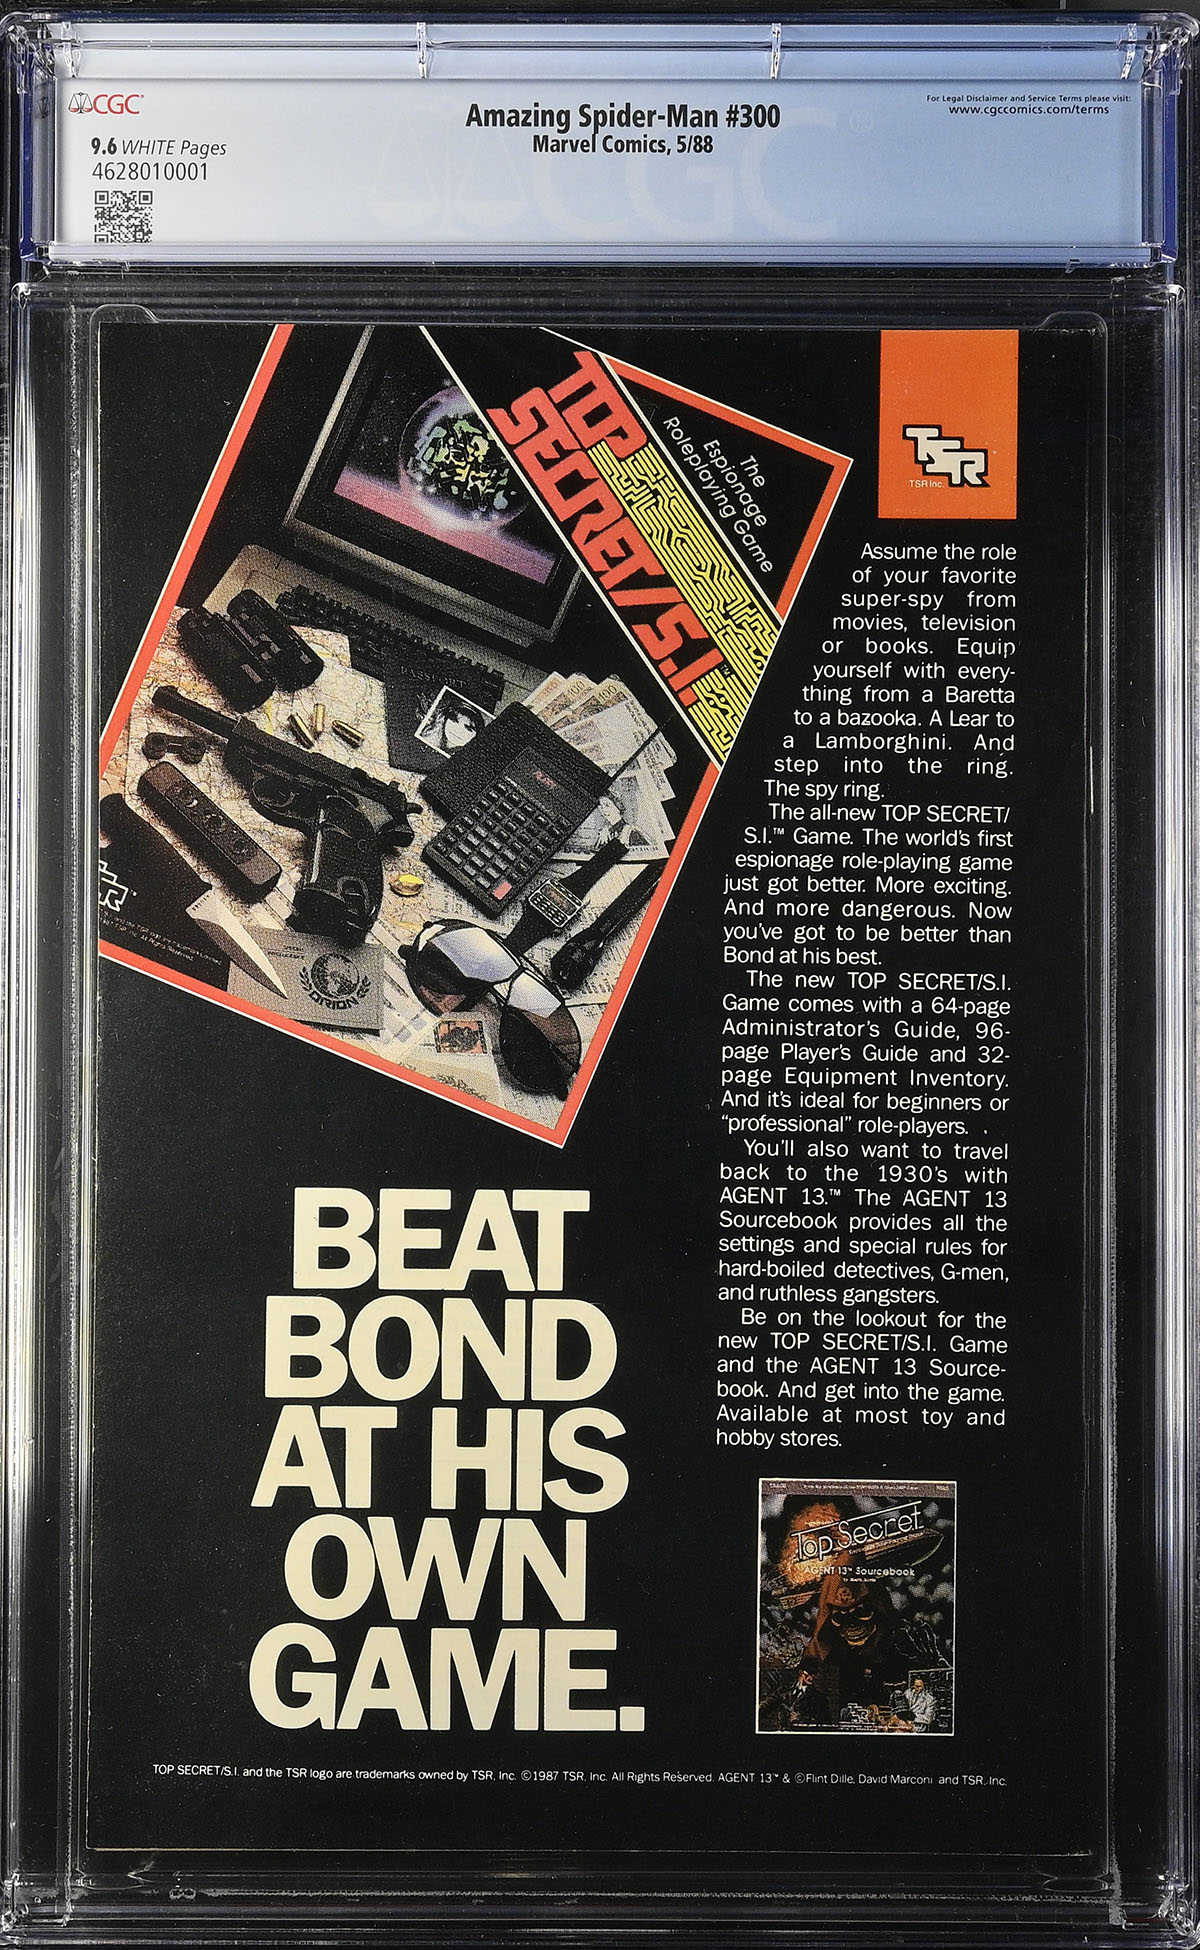 CGC
9.6 WHITE Pages
4628010001
Amazing Spider-Man #300
Marvel Comics, 5/88
For Legal Disclaimer and Service Terms please visit:
www.cgccomics.com/terms
CGC
TOP
SECRET/S.I.™
The
Espionage
Roleplaying Game
PASSPORT
ORION
TSR™
TSR Inc.
Assume the role
of your favorite
super-spy from
movies, television
or books. Equip
yourself with every-
thing from a Baretta
to a bazooka. A Lear to
a Lamborghini. And
step into the ring.
The spy ring.
The all-new TOP SECRET/
S.I.™ Game. The world's first
espionage role-playing game
just got better. More exciting.
And more dangerous. Now
you've got to be better than
Bond at his best.
The new TOP SECRET/S.I.
Game comes with a 64-page
Administrator's Guide, 96-
page Player's Guide and 32-
page Equipment Inventory.
And it's ideal for beginners or
“professional” role-players.
You'll also want to travel
back to the 1930's with
AGENT 13.™ The AGENT 13
Sourcebook provides all the
settings and special rules for
hard-boiled detectives, G-men,
and ruthless gangsters.
Be on the lookout for the
new TOP SECRET/S.I. Game
and the AGENT 13 Source-
book. And get into the game.
Available at most toy and
hobby stores.
BEAT
BOND
AT HIS
OWN
GAME.
Top Secret
AGENT 13™ Sourcebook
TOP SECRET/S.I. and the TSR logo are trademarks owned by TSR, Inc. ©1987 TSR, Inc. All Rights Reserved. AGENT 13™ & ©Flint Dille, David Marconi and TSR, Inc.